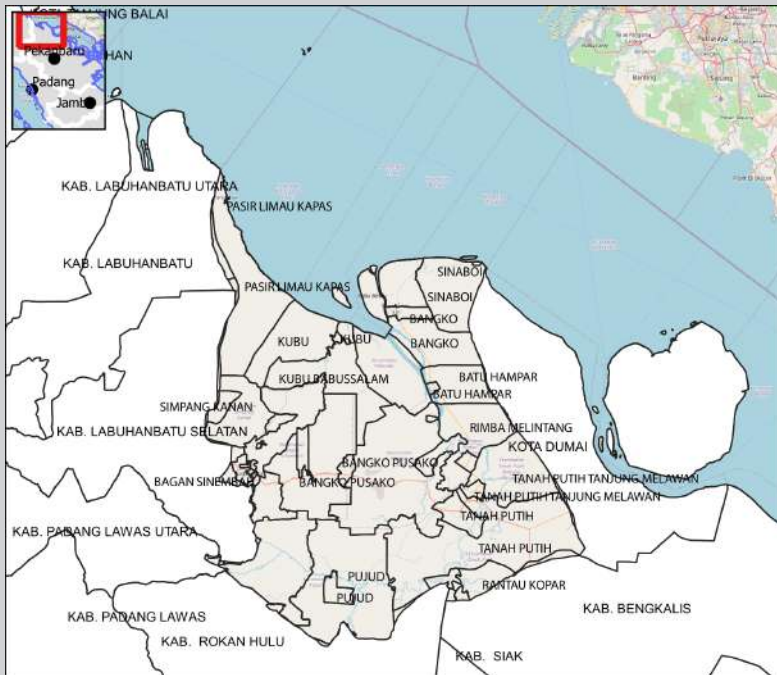 KOTA TANJUNG BALAI
Pekanbaru
Padang
Jambi
KAB. LABUHANBATU UTARA
PASIR LIMAU KAPAS
KAB. LABUHANBATU
SINABOI
PASIR LIMAU KAPAS
SINABOI
BANGKO
KUBU
KUBU
BANGKO
KUBU BABUSSALAM
BATU HAMPAR
BATU HAMPAR
SIMPANG KANAN
KAB. LABUHANBATU SELATAN
RIMBA MELINTANG
KOTA DUMAI
BANGKO PUSAKO
BAGAN SINEMBAH
BANGKO PUSAKO
TANAH PUTIH TANJUNG MELAWAN
TANAH PUTIH TANJUNG MELAWAN
TANAH PUTIH
KAB. PADANG LAWAS UTARA
TANAH PUTIH
PUJUD
RANTAU KOPAR
PUJUD
KAB. PADANG LAWAS
KAB. BENGKALIS
KAB. ROKAN HULU
KAB. SIAK